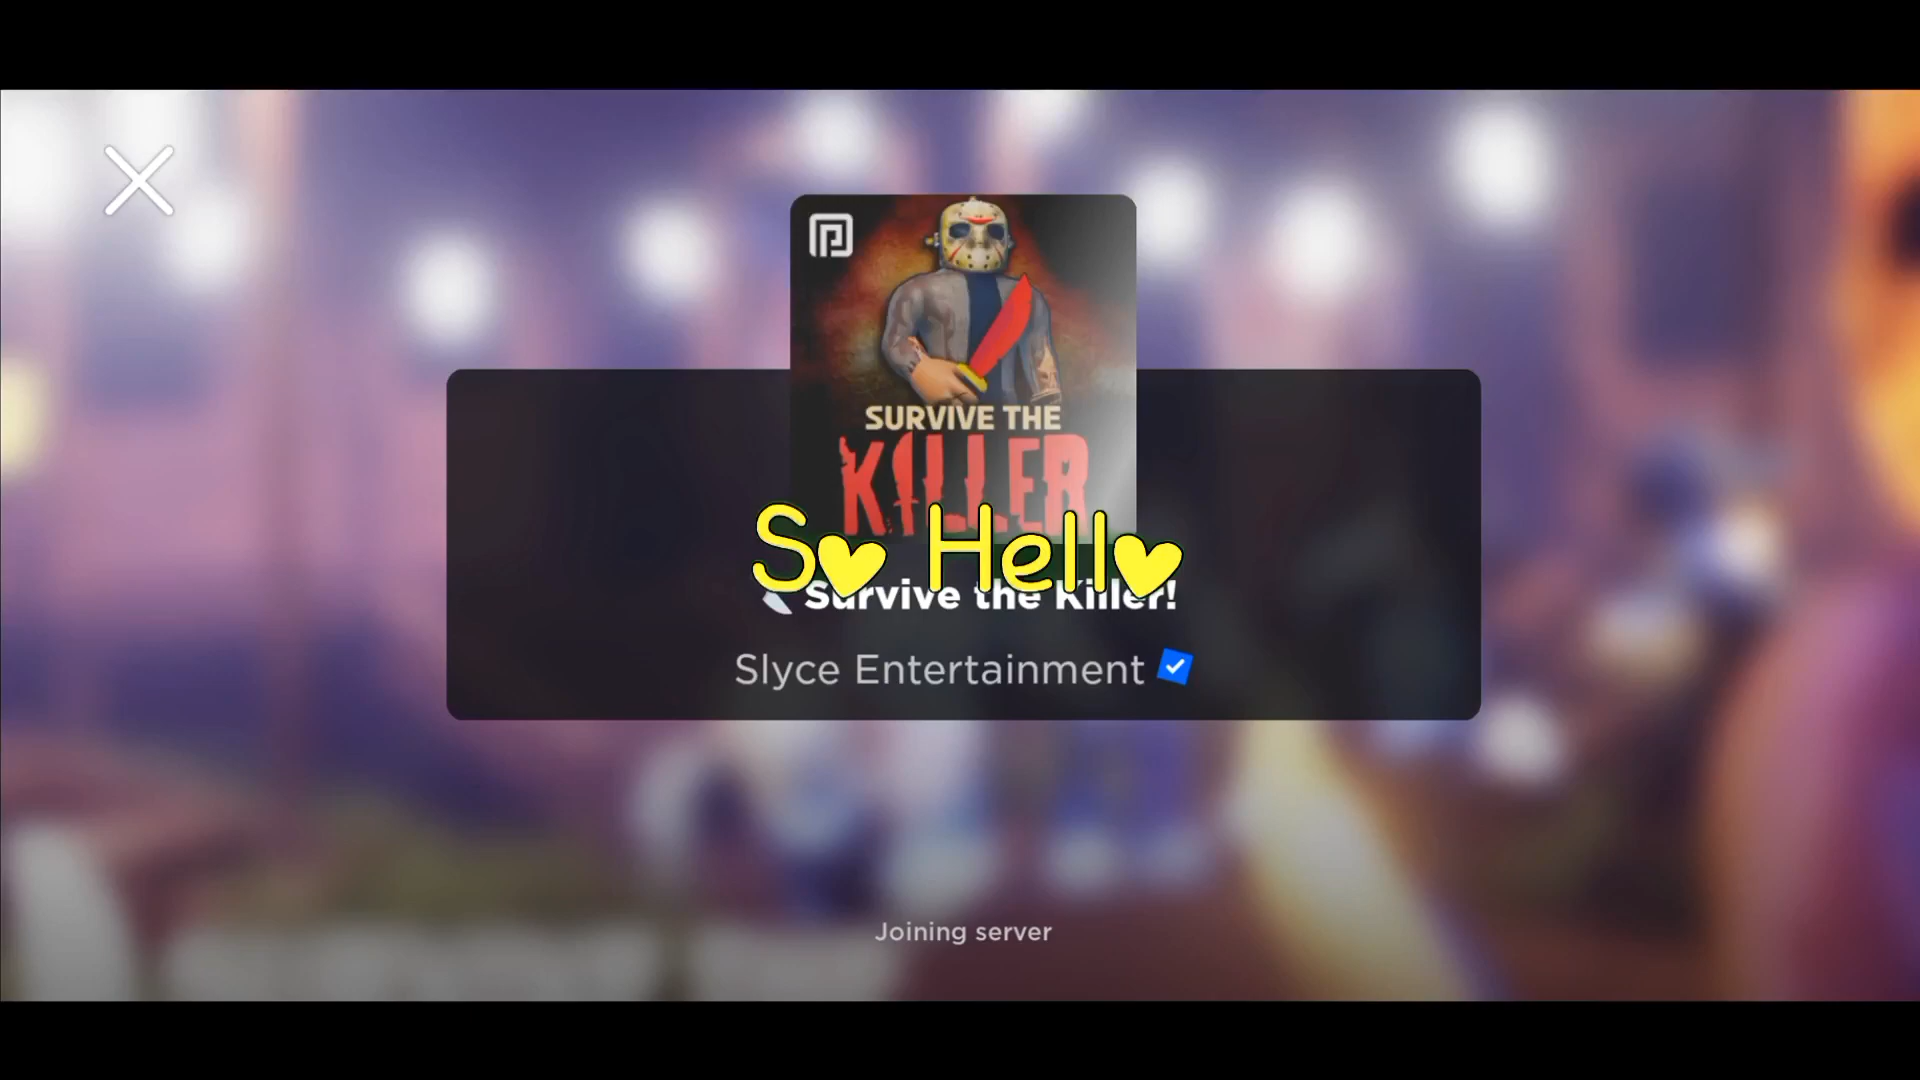 SURVIVE THE
KILLER
So Hello
Survive the Killer!
Slyce Entertainment
Joining server